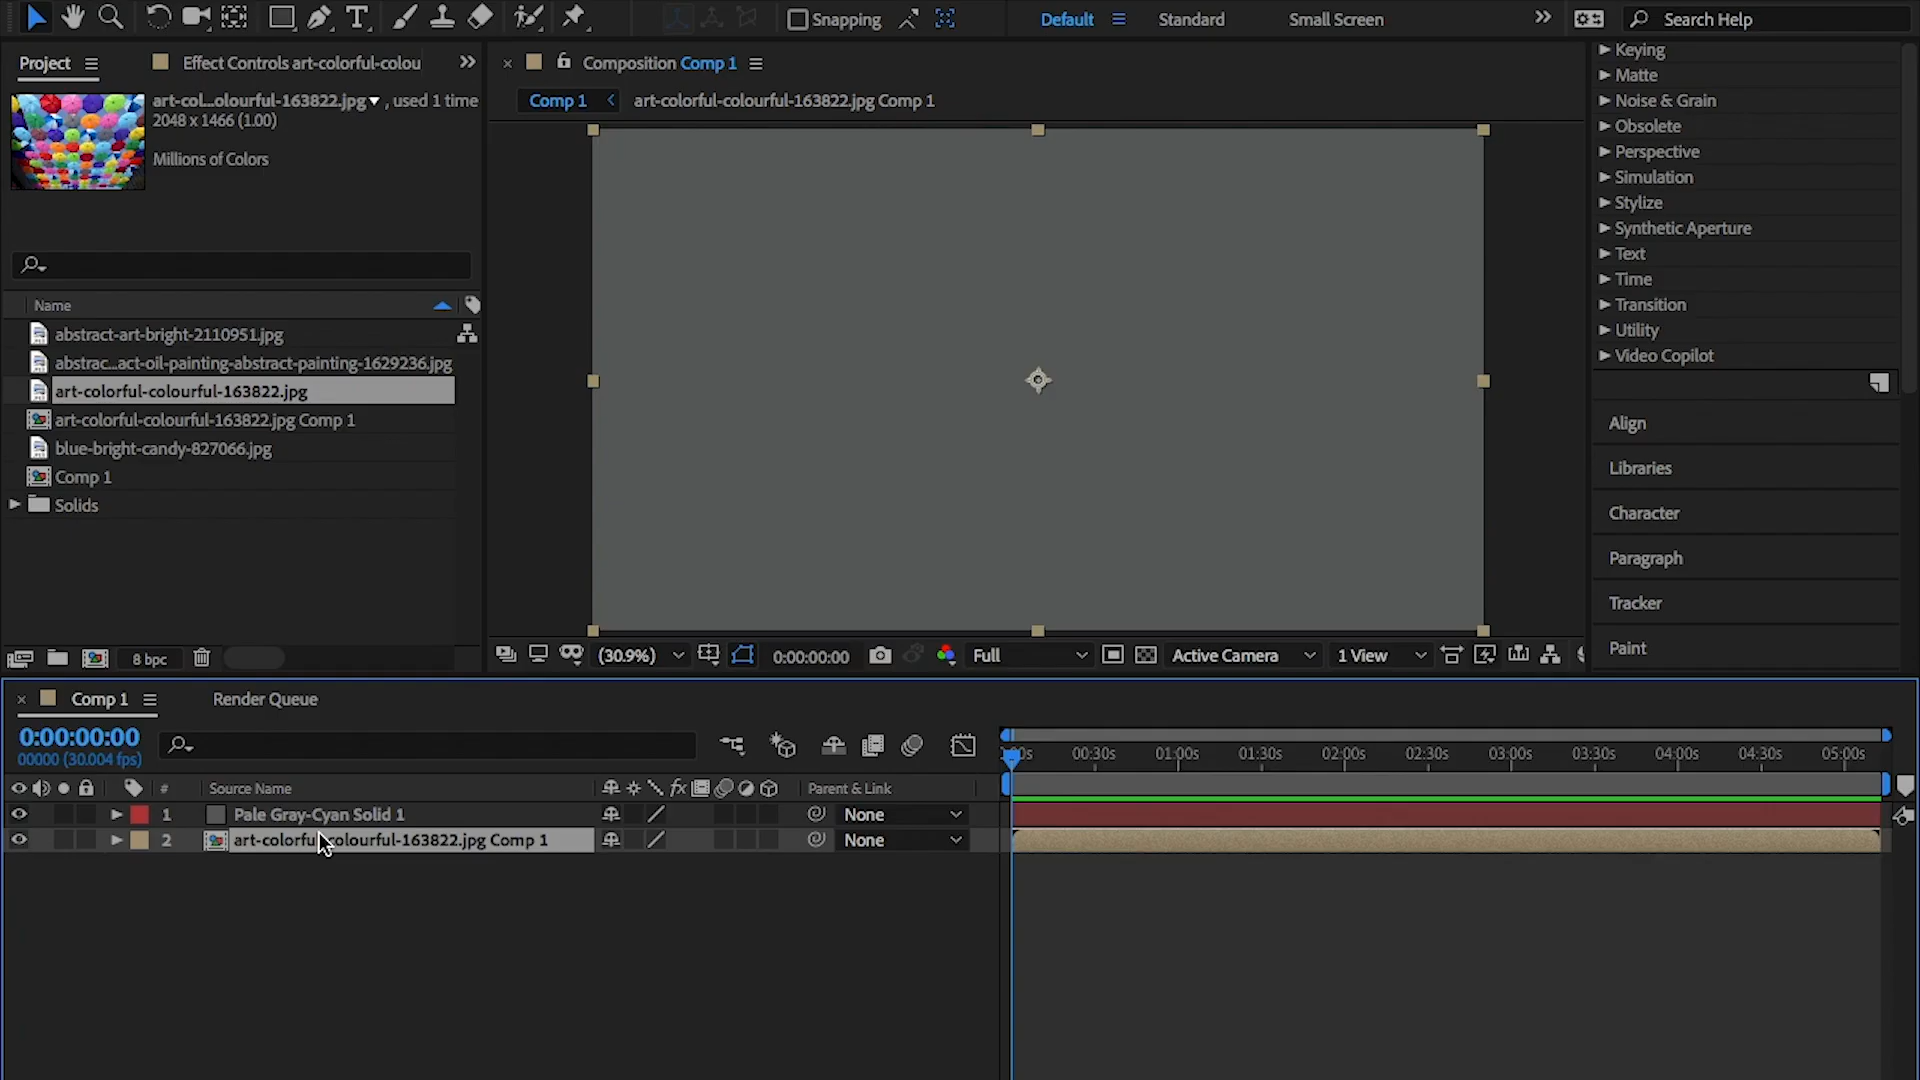 Snapping
Default
Standard
Small Screen
Search Help
Project
Effect Controls art-colorful-colou
art-col...olourful-163822.jpg , used 1 time
2048 x 1466 (1.00)
Millions of Colors
Name
abstract-art-bright-2110951.jpg
abstrac...act-oil-painting-abstract-painting-1629236.jpg
art-colorful-colourful-163822.jpg
art-colorful-colourful-163822.jpg Comp 1
blue-bright-candy-827066.jpg
Comp 1
Solids
8 bpc
Composition Comp 1
Comp 1
art-colorful-colourful-163822.jpg Comp 1
(30.9%)
0:00:00:00
Full
Active Camera
1 View
Keying
Matte
Noise & Grain
Obsolete
Perspective
Simulation
Stylize
Synthetic Aperture
Text
Time
Transition
Utility
Video Copilot
Align
Libraries
Character
Paragraph
Tracker
Paint
Comp 1
Render Queue
0:00:00:00
00000 (30.004 fps)
00:30s 01:00s 01:30s 02:00s 02:30s 03:00s 03:30s 04:00s 04:30s 05:00s
# Source Name fx Parent & Link
1 Pale Gray-Cyan Solid 1 None
2 art-colorfu olourful-163822.jpg Comp 1 None